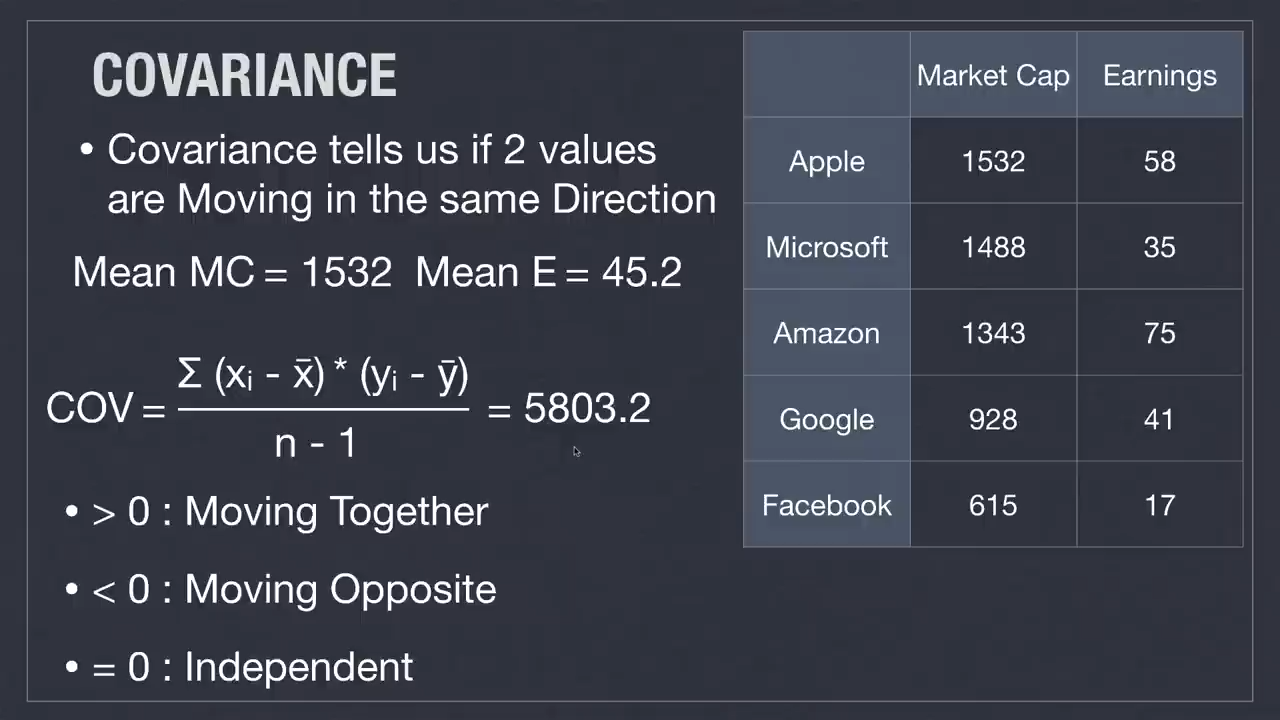 COVARIANCE
• Covariance tells us if 2 values
are Moving in the same Direction
Mean MC = 1532 Mean E = 45.2
COV = Σ (xᵢ - x̄) * (yᵢ - ȳ) / n - 1 = 5803.2
• > 0 : Moving Together
• < 0 : Moving Opposite
• = 0 : Independent
Market Cap Earnings
Apple 1532 58
Microsoft 1488 35
Amazon 1343 75
Google 928 41
Facebook 615 17